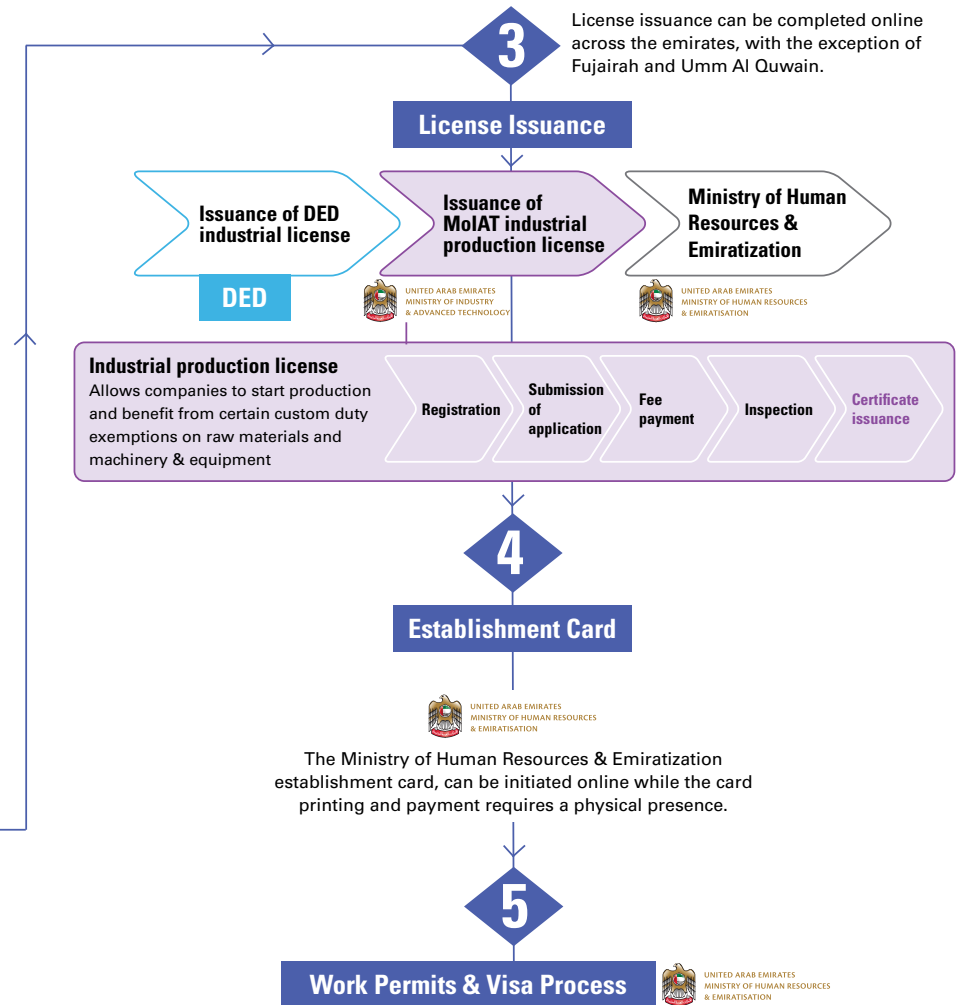 3
License issuance can be completed online
across the emirates, with the exception of
Fujairah and Umm Al Quwain.
License Issuance
Issuance of DED
industrial license
Issuance of
MoIAT industrial
production license
Ministry of Human
Resources &
Emiratization
DED
UNITED ARAB EMIRATES
MINISTRY OF INDUSTRY
& ADVANCED TECHNOLOGY
UNITED ARAB EMIRATES
MINISTRY OF HUMAN RESOURCES
& EMIRATISATION
Industrial production license
Allows companies to start production
and benefit from certain custom duty
exemptions on raw materials and
machinery & equipment
Registration
Submission
of
application
Fee
payment
Inspection
Certificate
issuance
4
Establishment Card
UNITED ARAB EMIRATES
MINISTRY OF HUMAN RESOURCES
& EMIRATISATION
The Ministry of Human Resources & Emiratization
establishment card, can be initiated online while the card
printing and payment requires a physical presence.
5
Work Permits & Visa Process
UNITED ARAB EMIRATES
MINISTRY OF HUMAN RESOURCES
& EMIRATISATION